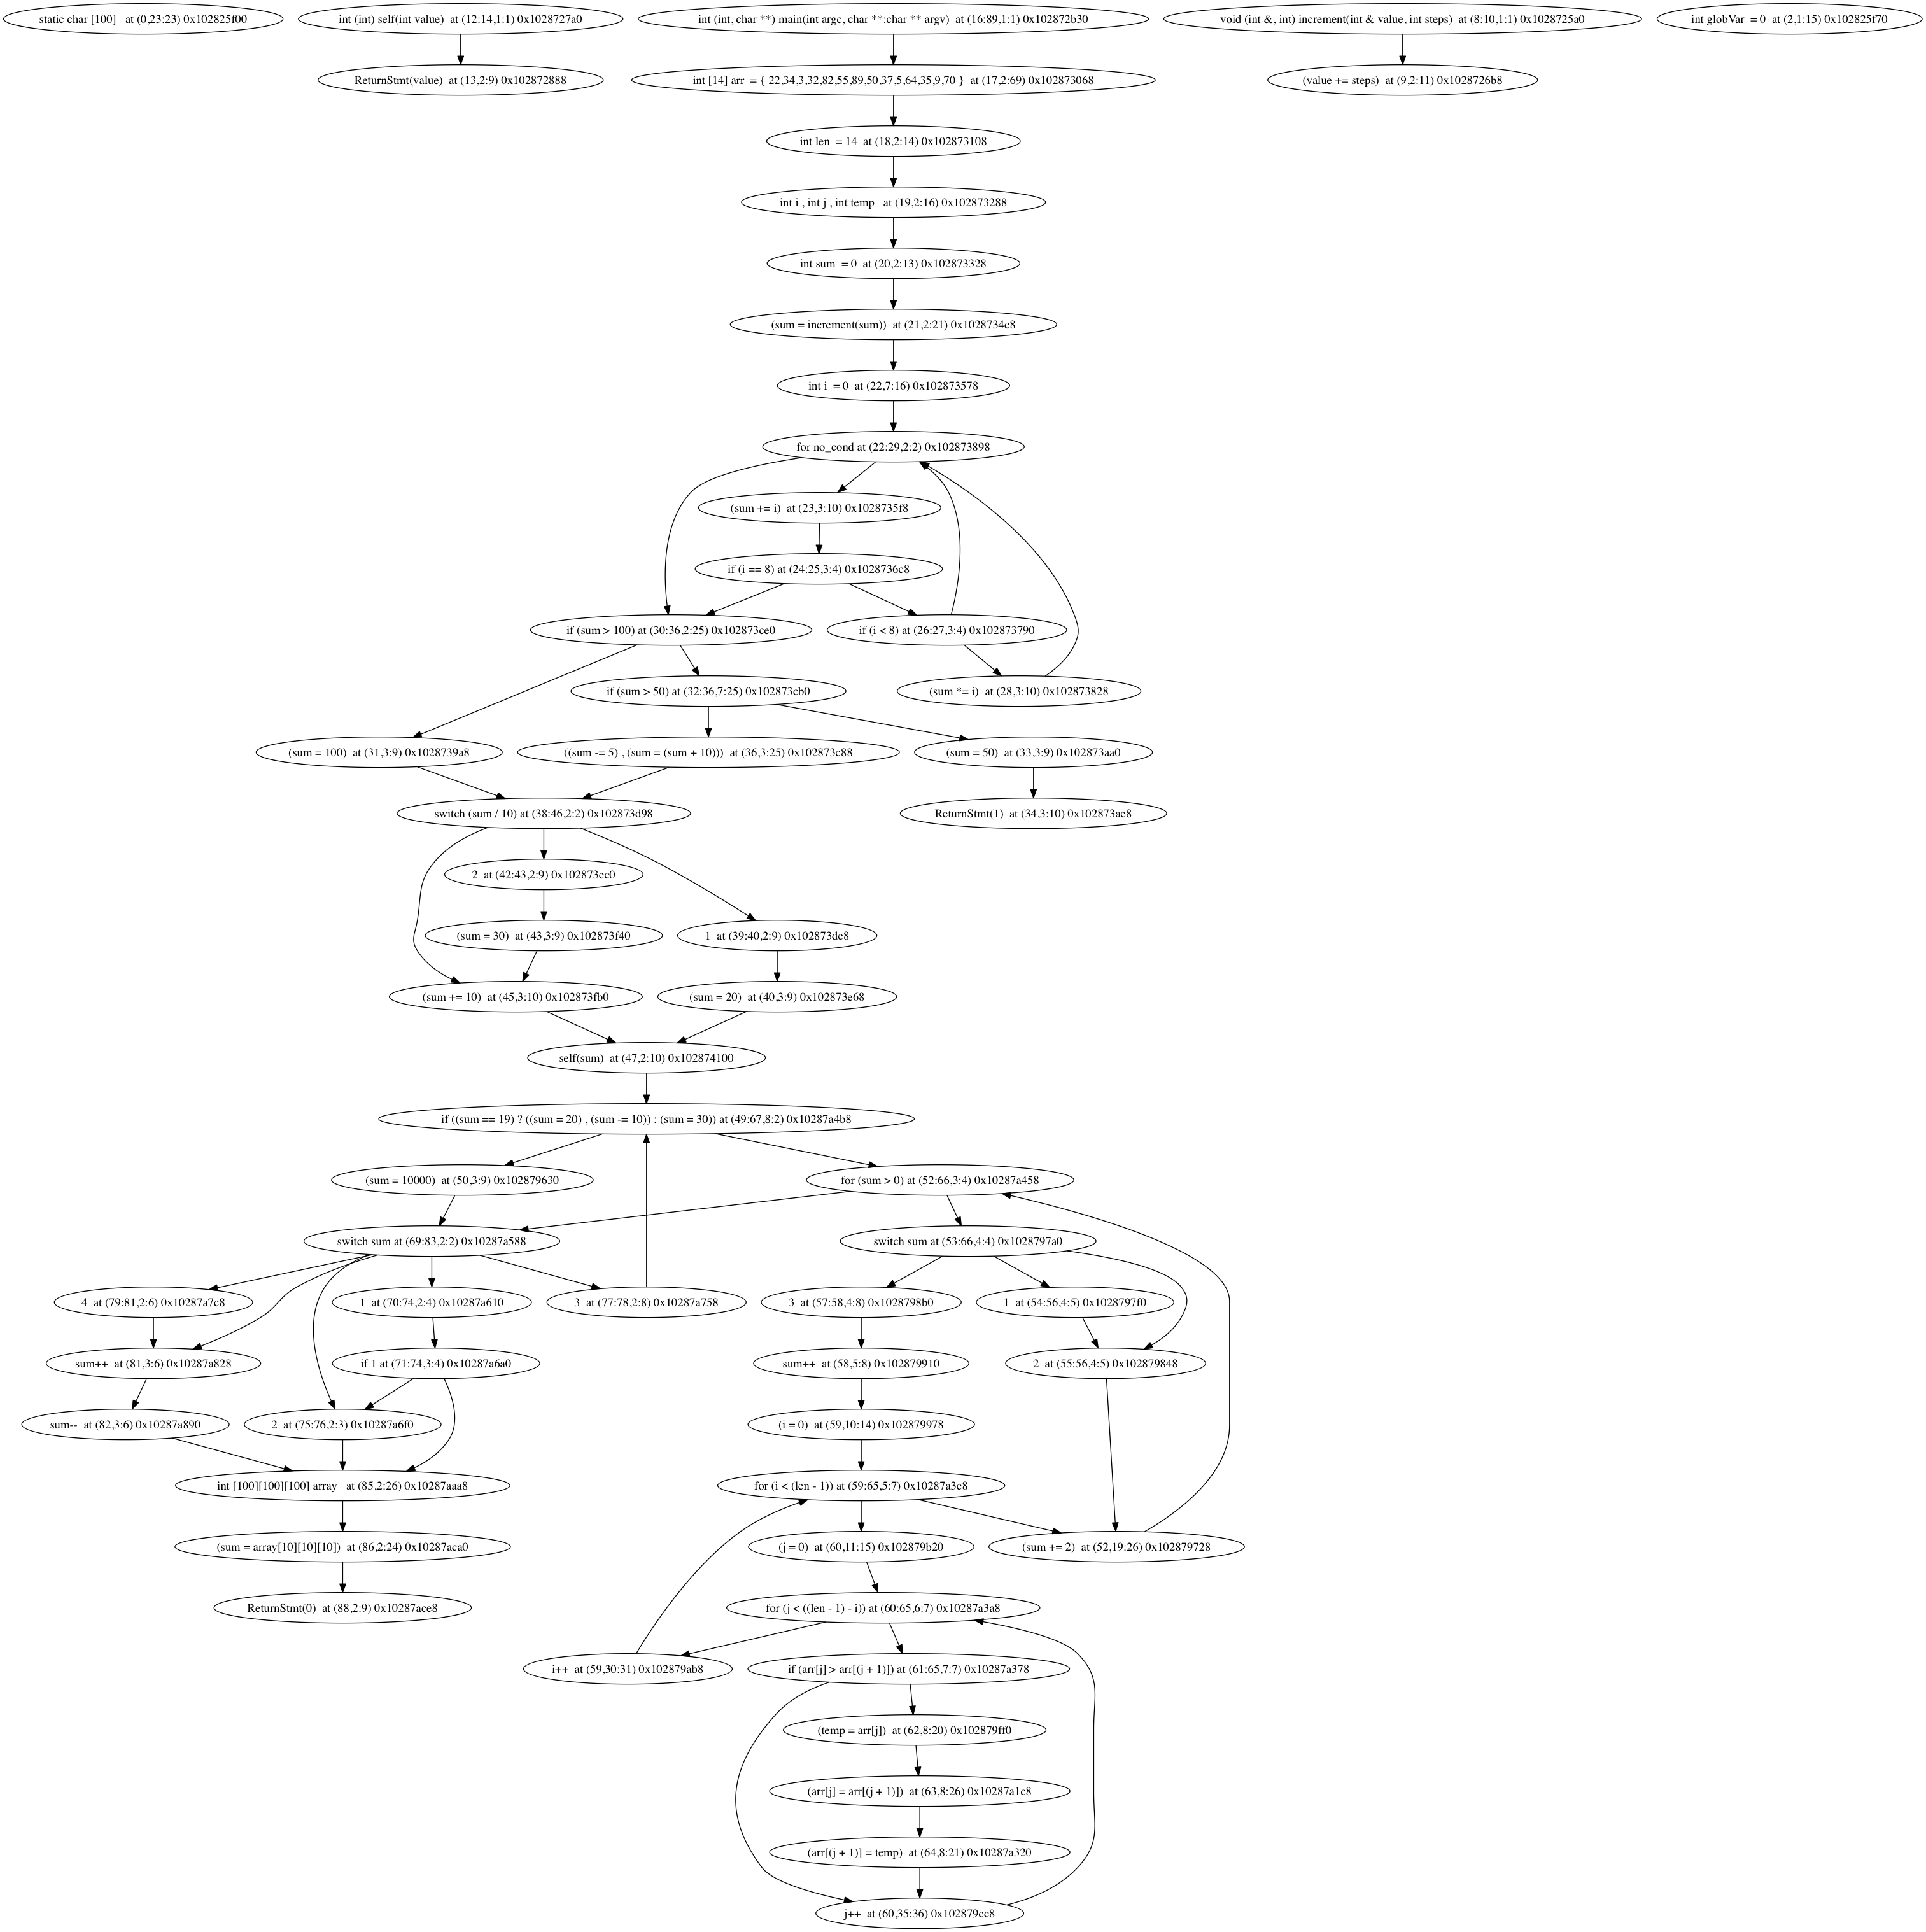 static char [100]   at (0,23:23) 0x102825f00
int (int) self(int value)  at (12:14,1:1) 0x1028727a0
int (int, char **) main(int argc, char **:char ** argv)  at (16:89,1:1) 0x102872b30
void (int &, int) increment(int & value, int steps)  at (8:10,1:1) 0x1028725a0
int globVar  = 0  at (2,1:15) 0x102825f70
ReturnStmt(value)  at (13,2:9) 0x102872888
int [14] arr  = { 22,34,3,32,82,55,89,50,37,5,64,35,9,70 }  at (17,2:69) 0x102873068
(value += steps)  at (9,2:11) 0x1028726b8
int len  = 14  at (18,2:14) 0x102873108
int i , int j , int temp   at (19,2:16) 0x102873288
int sum  = 0  at (20,2:13) 0x102873328
(sum = increment(sum))  at (21,2:21) 0x1028734c8
int i  = 0  at (22,7:16) 0x102873578
for no_cond at (22:29,2:2) 0x102873898
(sum += i)  at (23,3:10) 0x1028735f8
if (i == 8) at (24:25,3:4) 0x1028736c8
if (sum > 100) at (30:36,2:25) 0x102873ce0
if (i < 8) at (26:27,3:4) 0x102873790
if (sum > 50) at (32:36,7:25) 0x102873cb0
(sum *= i)  at (28,3:10) 0x102873828
(sum = 100)  at (31,3:9) 0x1028739a8
((sum -= 5) , (sum = (sum + 10)))  at (36,3:25) 0x102873c88
(sum = 50)  at (33,3:9) 0x102873aa0
switch (sum / 10) at (38:46,2:2) 0x102873d98
ReturnStmt(1)  at (34,3:10) 0x102873ae8
2  at (42:43,2:9) 0x102873ec0
(sum = 30)  at (43,3:9) 0x102873f40
1  at (39:40,2:9) 0x102873de8
(sum += 10)  at (45,3:10) 0x102873fb0
(sum = 20)  at (40,3:9) 0x102873e68
self(sum)  at (47,2:10) 0x102874100
if ((sum == 19) ? ((sum = 20) , (sum -= 10)) : (sum = 30)) at (49:67,8:2) 0x10287a4b8
(sum = 10000)  at (50,3:9) 0x102879630
for (sum > 0) at (52:66,3:4) 0x10287a458
switch sum at (69:83,2:2) 0x10287a588
switch sum at (53:66,4:4) 0x1028797a0
4  at (79:81,2:6) 0x10287a7c8
1  at (70:74,2:4) 0x10287a610
3  at (77:78,2:8) 0x10287a758
3  at (57:58,4:8) 0x1028798b0
1  at (54:56,4:5) 0x1028797f0
sum++  at (81,3:6) 0x10287a828
if 1 at (71:74,3:4) 0x10287a6a0
sum++  at (58,5:8) 0x102879910
2  at (55:56,4:5) 0x102879848
sum--  at (82,3:6) 0x10287a890
2  at (75:76,2:3) 0x10287a6f0
(i = 0)  at (59,10:14) 0x102879978
int [100][100][100] array   at (85,2:26) 0x10287aaa8
for (i < (len - 1)) at (59:65,5:7) 0x10287a3e8
(sum = array[10][10][10])  at (86,2:24) 0x10287aca0
(j = 0)  at (60,11:15) 0x102879b20
(sum += 2)  at (52,19:26) 0x102879728
ReturnStmt(0)  at (88,2:9) 0x10287ace8
for (j < ((len - 1) - i)) at (60:65,6:7) 0x10287a3a8
i++  at (59,30:31) 0x102879ab8
if (arr[j] > arr[(j + 1)]) at (61:65,7:7) 0x10287a378
(temp = arr[j])  at (62,8:20) 0x102879ff0
(arr[j] = arr[(j + 1)])  at (63,8:26) 0x10287a1c8
(arr[(j + 1)] = temp)  at (64,8:21) 0x10287a320
j++  at (60,35:36) 0x102879cc8